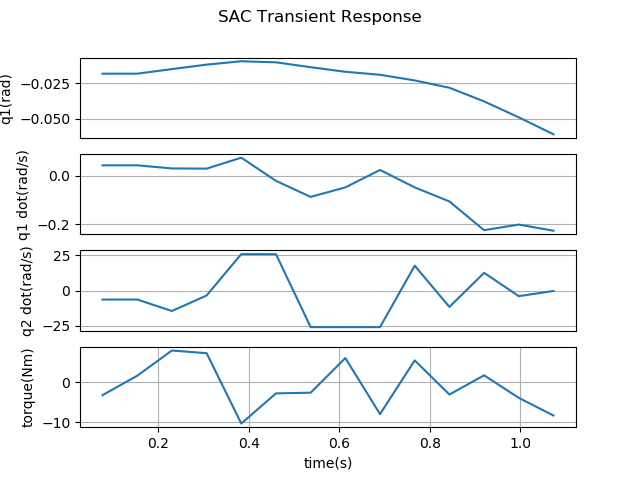 SAC Transient Response
q1(rad)
−0.025
−0.050
q1 dot(rad/s)
0.0
−0.2
q2 dot(rad/s)
25
0
−25
torque(Nm)
0
−10
0.2 0.4 0.6 0.8 1.0
time(s)